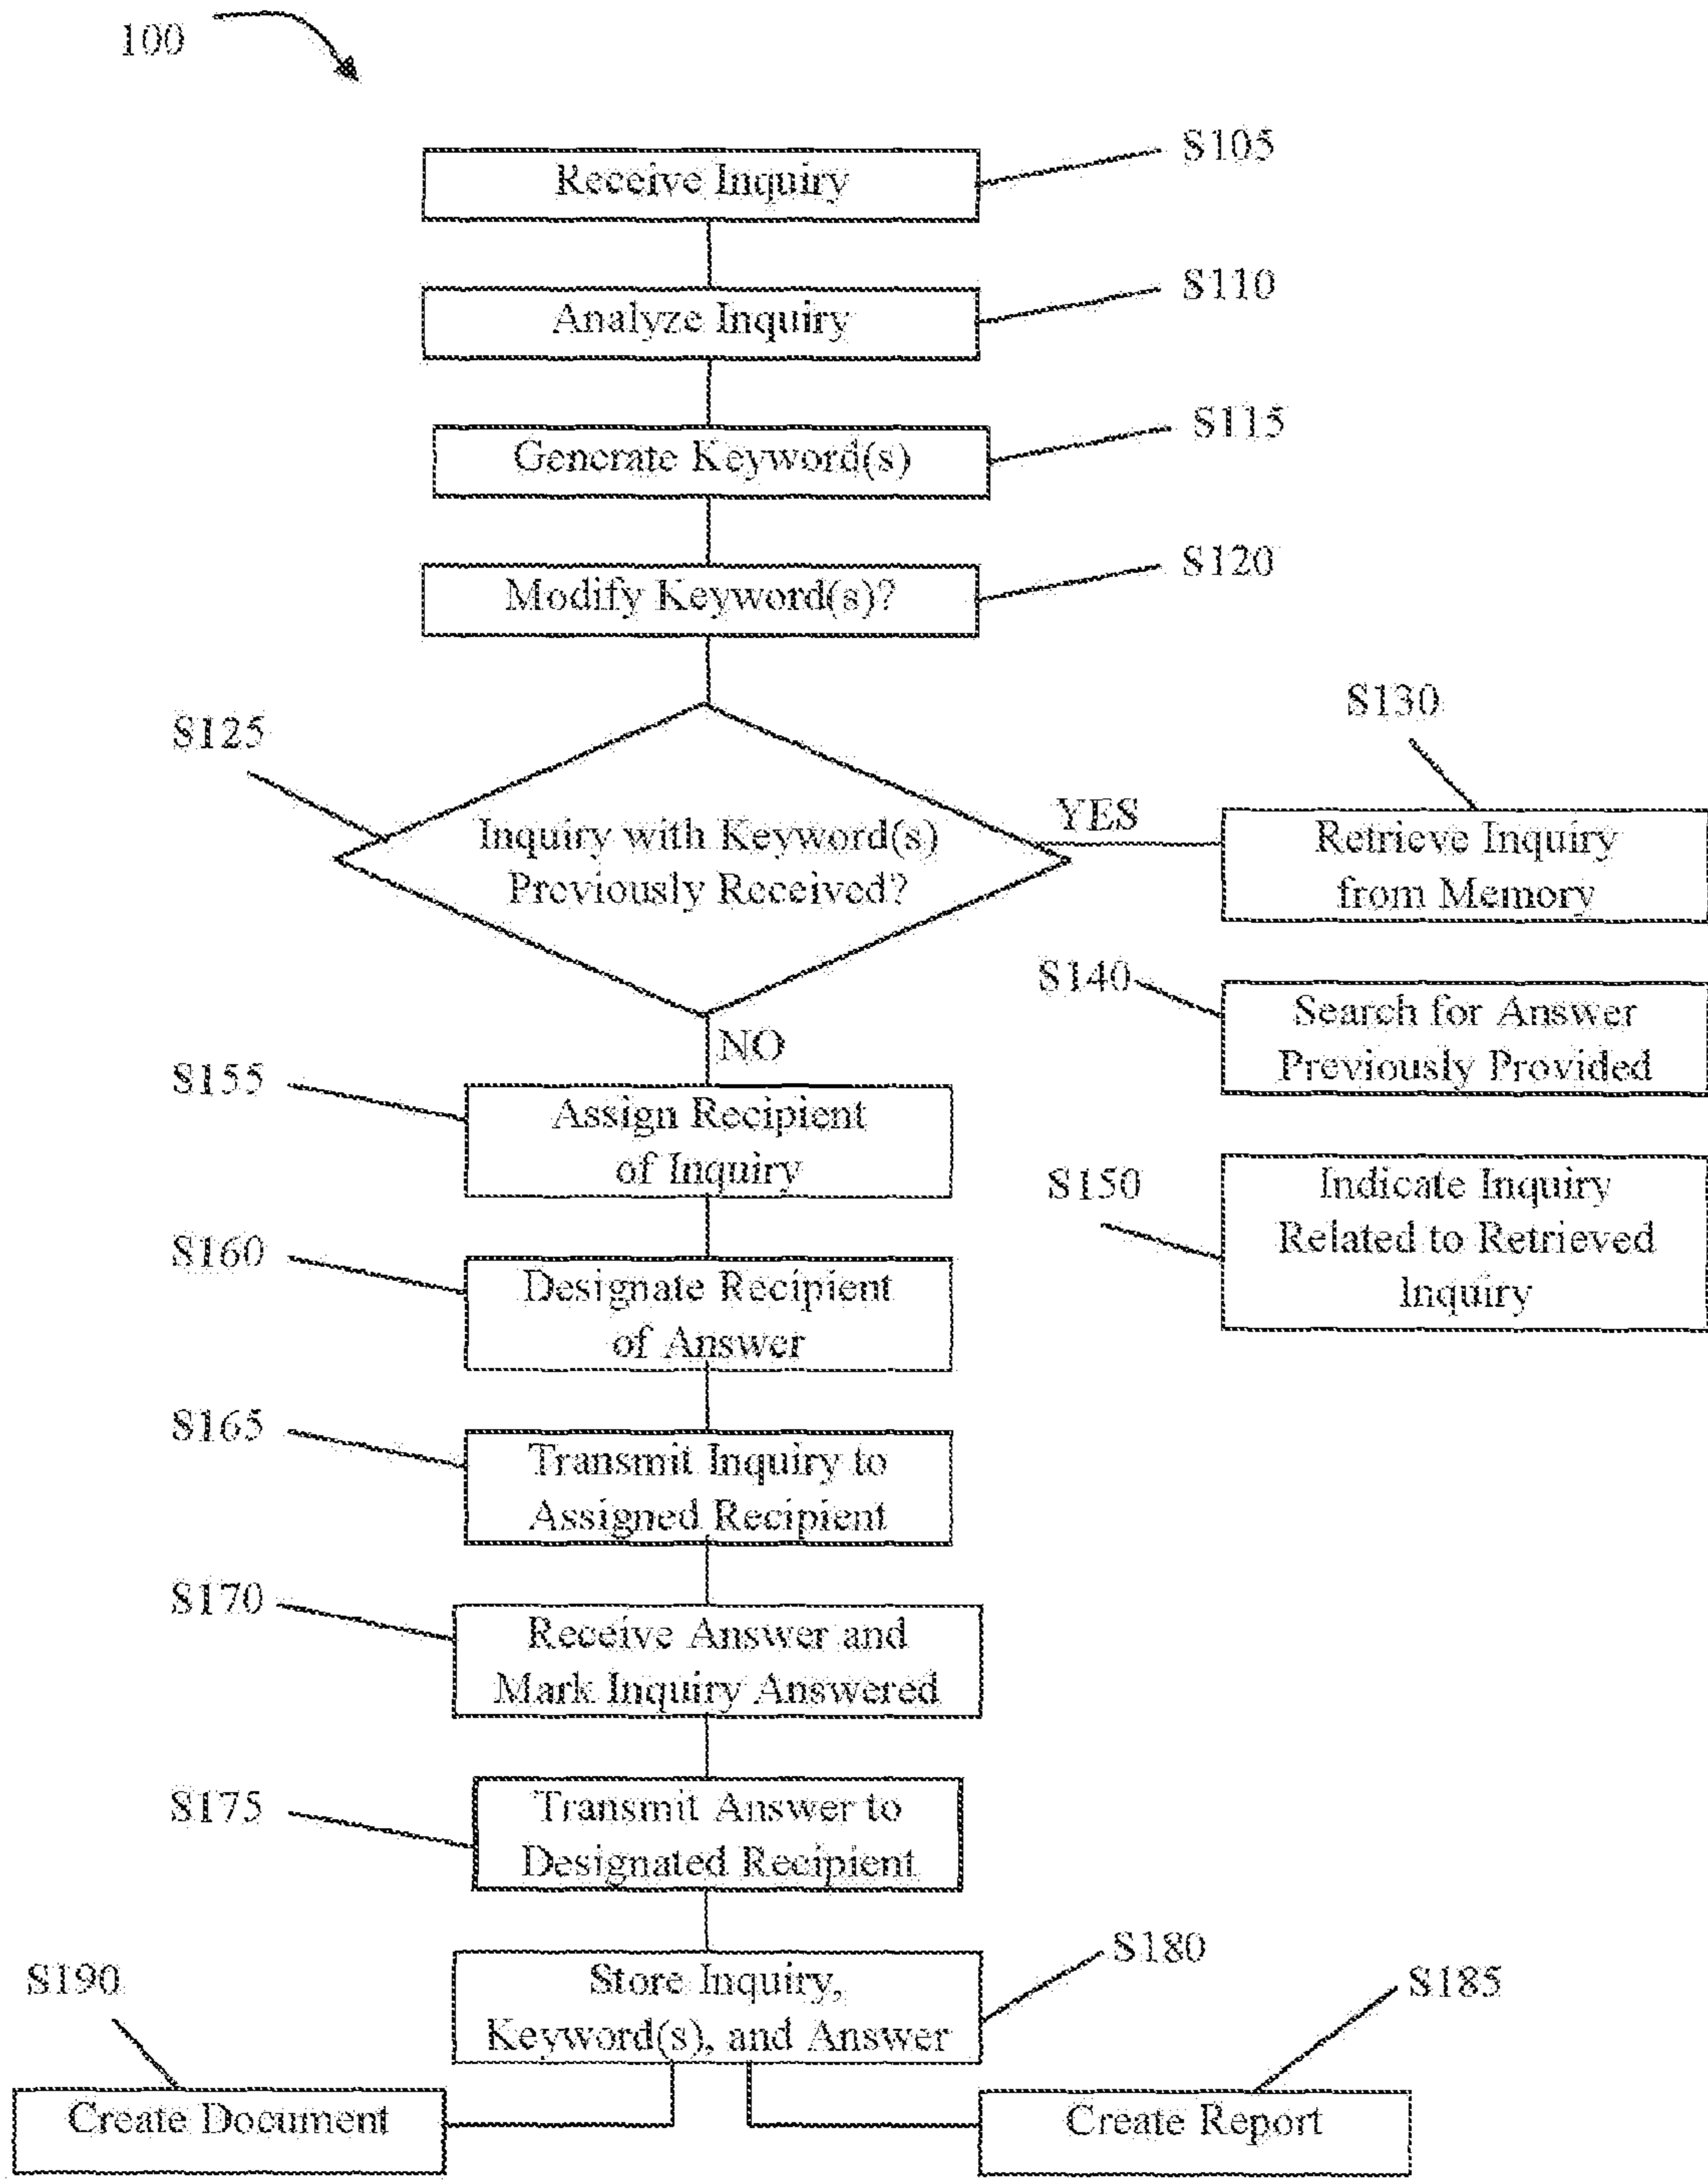 100
Receive Inquiry
S105
Analyze Inquiry
S110
Generate Keyword(s)
S115
Modify Keyword(s)?
S120
S125
Inquiry with Keyword(s)
Previously Received?
YES
S130
Retrieve Inquiry
from Memory
S140
Search for Answer
Previously Provided
S150
Indicate Inquiry
Related to Retrieved
Inquiry
NO
S155
Assign Recipient
of Inquiry
S160
Designate Recipient
of Answer
S165
Transmit Inquiry to
Assigned Recipient
S170
Receive Answer and
Mark Inquiry Answered
S175
Transmit Answer to
Designated Recipient
S180
Store Inquiry,
Keyword(s), and Answer
S190
Create Document
S185
Create Report